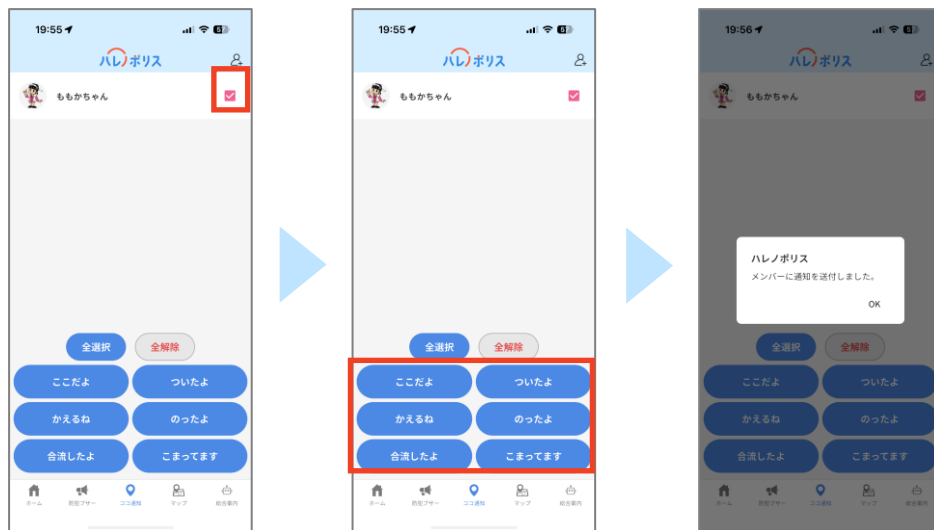 19:55
ハレノポリス
ももかちゃん
全選択
全解除
ここだよ
ついたよ
かえるね
のったよ
合流したよ
こまってます
ホーム
防犯ブザー
ココ通知
マップ
総合案内
19:55
ハレノポリス
ももかちゃん
全選択
全解除
ここだよ
ついたよ
かえるね
のったよ
合流したよ
こまってます
ホーム
防犯ブザー
ココ通知
マップ
総合案内
19:56
ハレノポリス
ももかちゃん
ハレノポリス
メンバーに通知を送付しました。
OK
全選択
全解除
ここだよ
ついたよ
かえるね
のったよ
合流したよ
こまってます
ホーム
防犯ブザー
ココ通知
マップ
総合案内